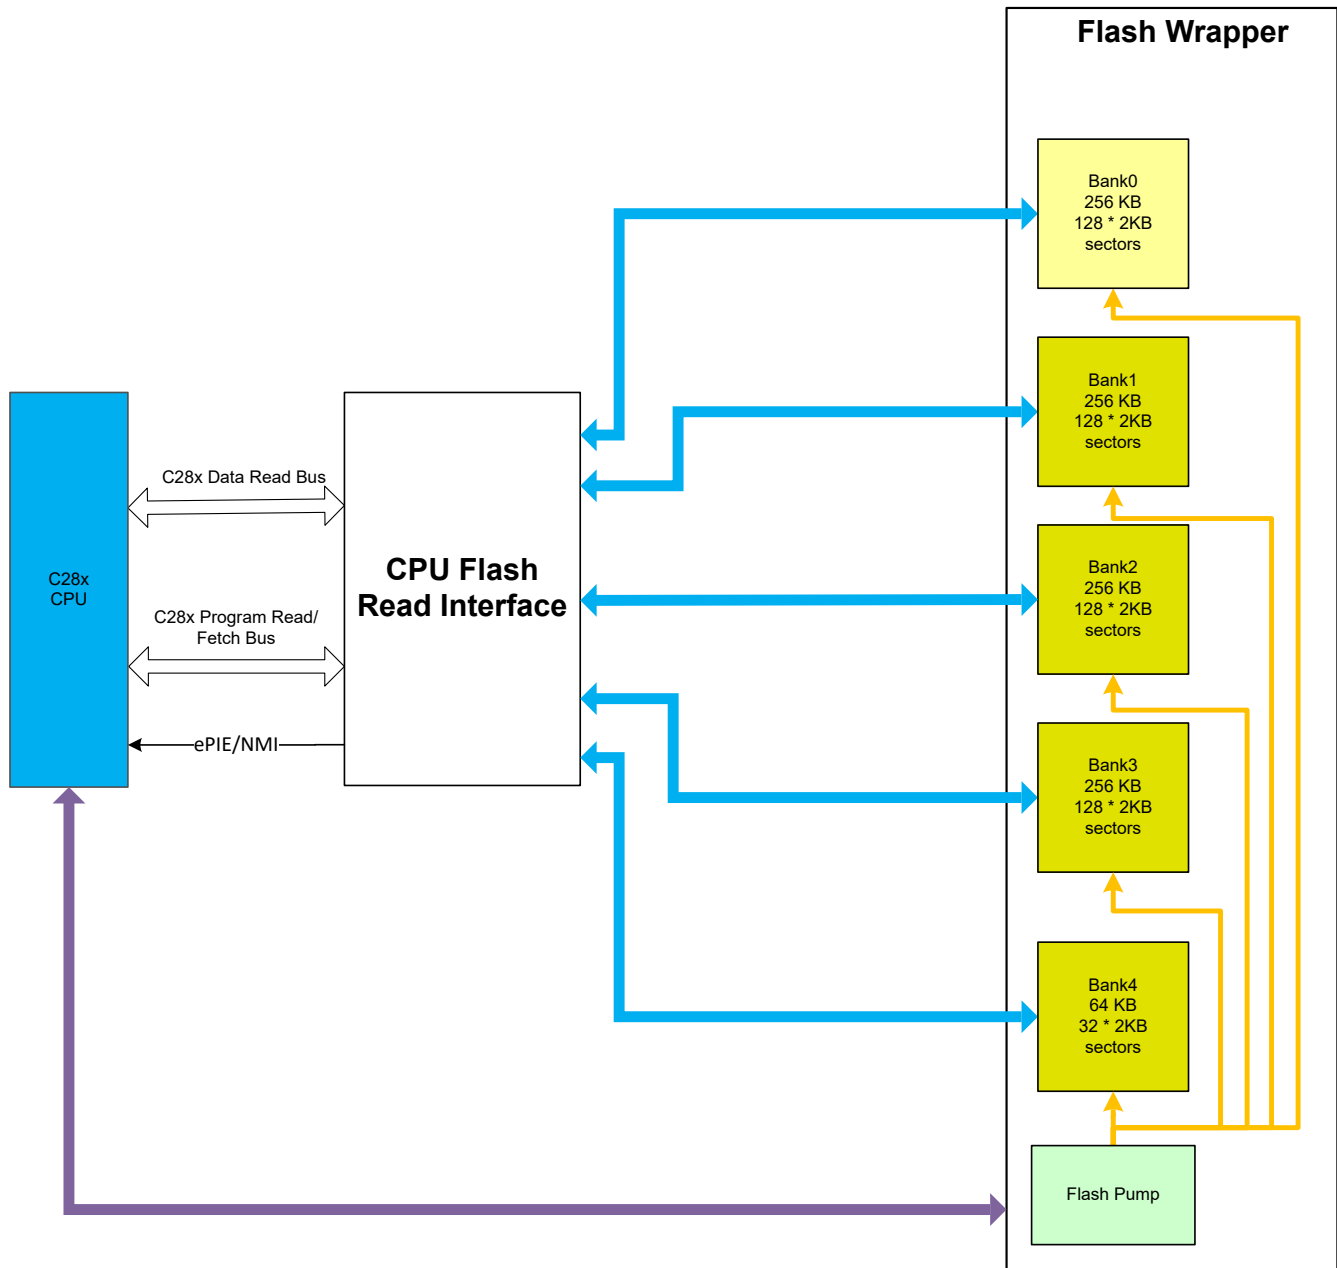 Flash Wrapper
Bank0
256 KB
128 * 2KB
sectors
Bank1
256 KB
128 * 2KB
sectors
C28x Data Read Bus
CPU Flash
Read Interface
C28x
CPU
Bank2
256 KB
128 * 2KB
sectors
C28x Program Read/
Fetch Bus
ePIE/NMI
Bank3
256 KB
128 * 2KB
sectors
Bank4
64 KB
32 * 2KB
sectors
Flash Pump